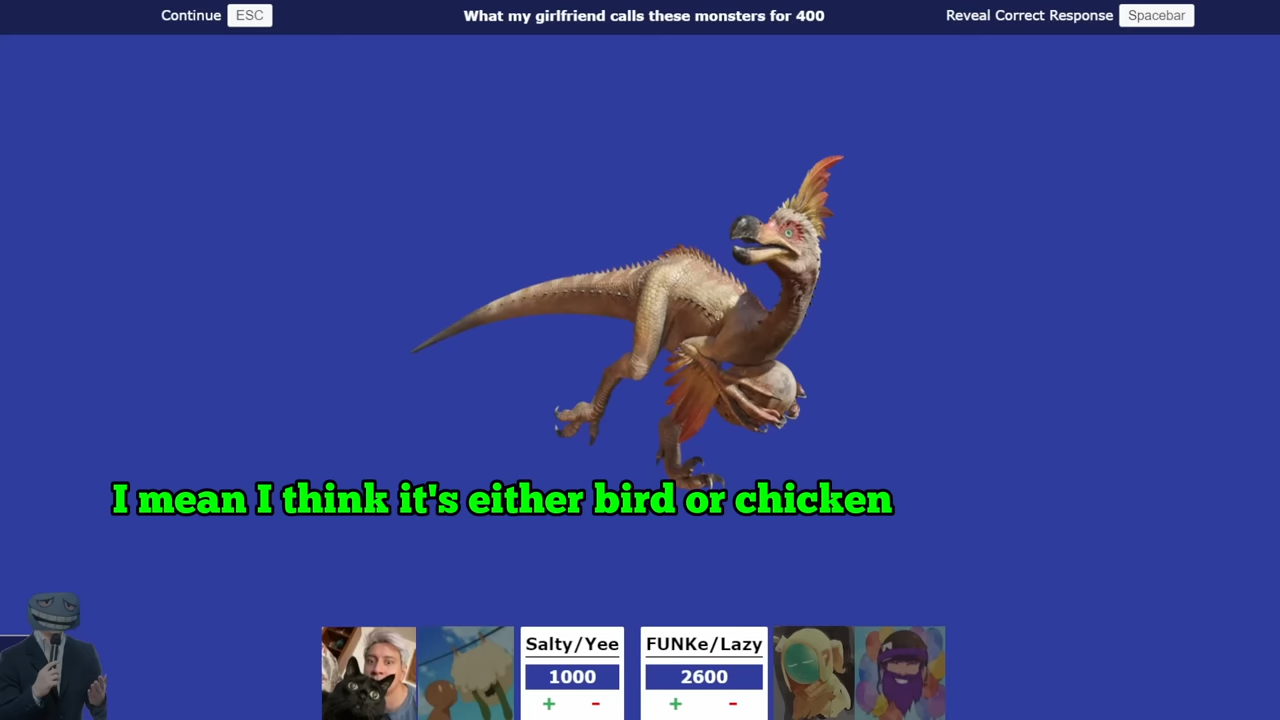 Continue ESC
What my girlfriend calls these monsters for 400
Reveal Correct Response Spacebar
I mean I think it's either bird or chicken
Salty/Yee
1000
+ -
FUNKe/Lazy
2600
+ -